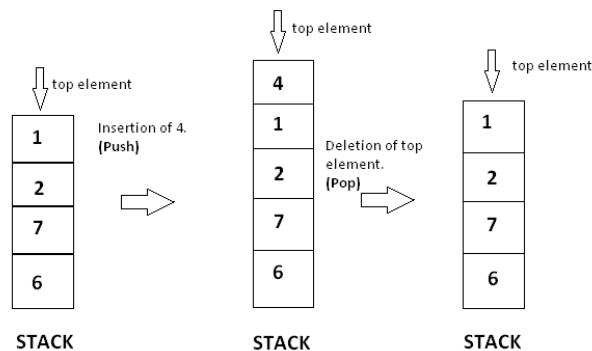 top element
1
2
7
6
STACK
Insertion of 4.
(Push)
top element
4
1
2
7
6
STACK
Deletion of top
element.
(Pop)
top element
1
2
7
6
STACK